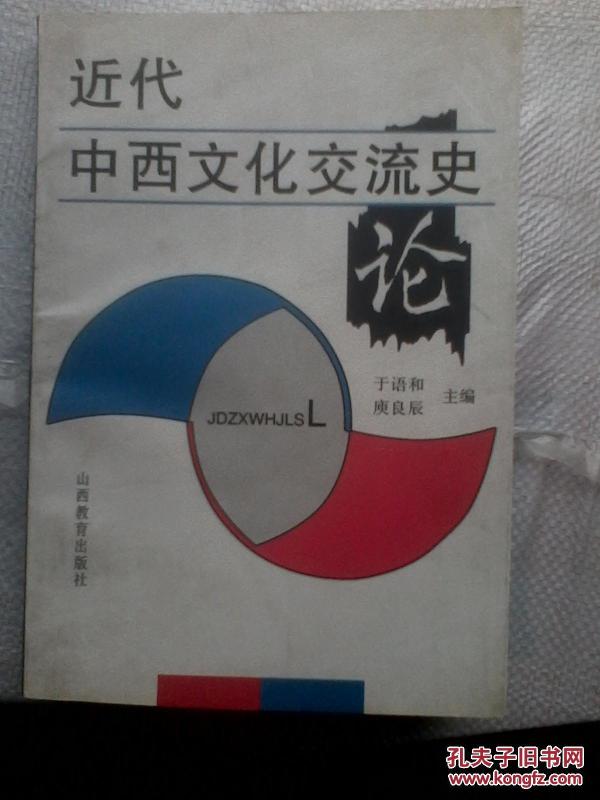 近代
中西文化交流史
论
于语和
庾良辰
主编
JDZXWHJLSL
山西教育出版社
孔夫子旧书网
www.kongfz.com